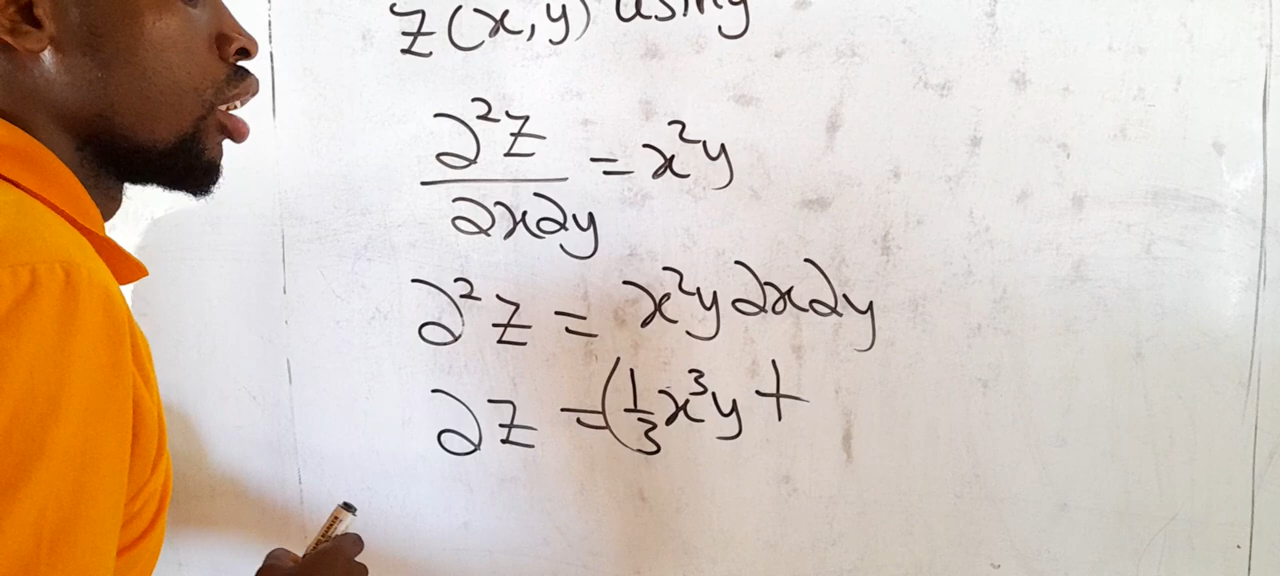 z(x,y) using
∂²z/∂x∂y = x²y
∂²z = x²y∂x∂y
∂z = (1/3x³y +